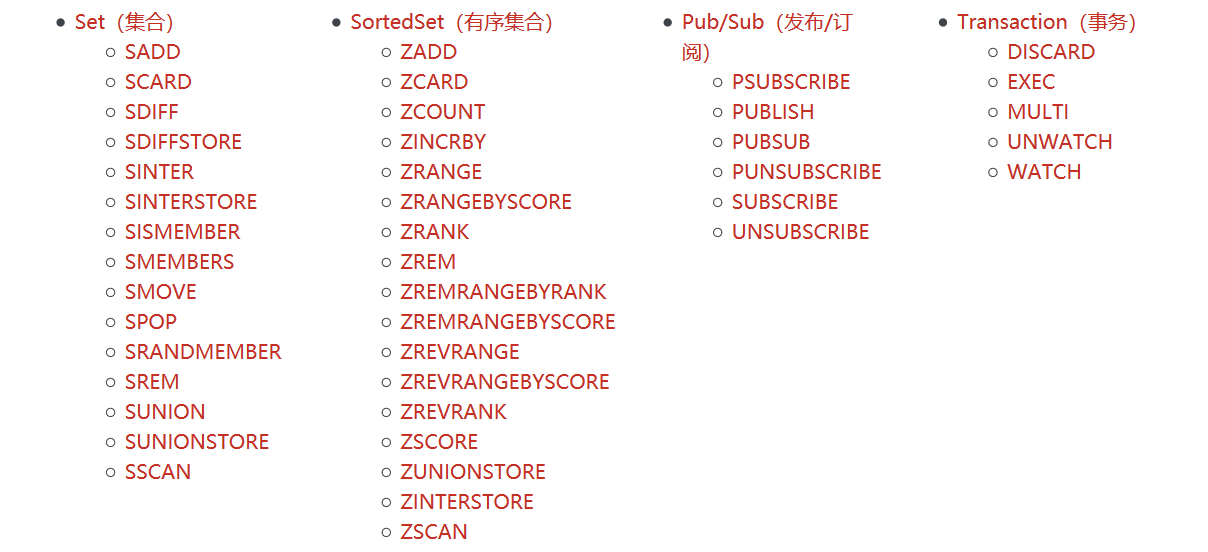 Set（集合）
SADD
SCARD
SDIFF
SDIFFSTORE
SINTER
SINTERSTORE
SISMEMBER
SMEMBERS
SMOVE
SPOP
SRANDMEMBER
SREM
SUNION
SUNIONSTORE
SSCAN
SortedSet（有序集合）
ZADD
ZCARD
ZCOUNT
ZINCRBY
ZRANGE
ZRANGEBYSCORE
ZRANK
ZREM
ZREMRANGEBYRANK
ZREMRANGEBYSCORE
ZREVRANGE
ZREVRANGEBYSCORE
ZREVRANK
ZSCORE
ZUNIONSTORE
ZINTERSTORE
ZSCAN
Pub/Sub（发布/订
阅）
PSUBSCRIBE
PUBLISH
PUBSUB
PUNSUBSCRIBE
SUBSCRIBE
UNSUBSCRIBE
Transaction（事务）
DISCARD
EXEC
MULTI
UNWATCH
WATCH